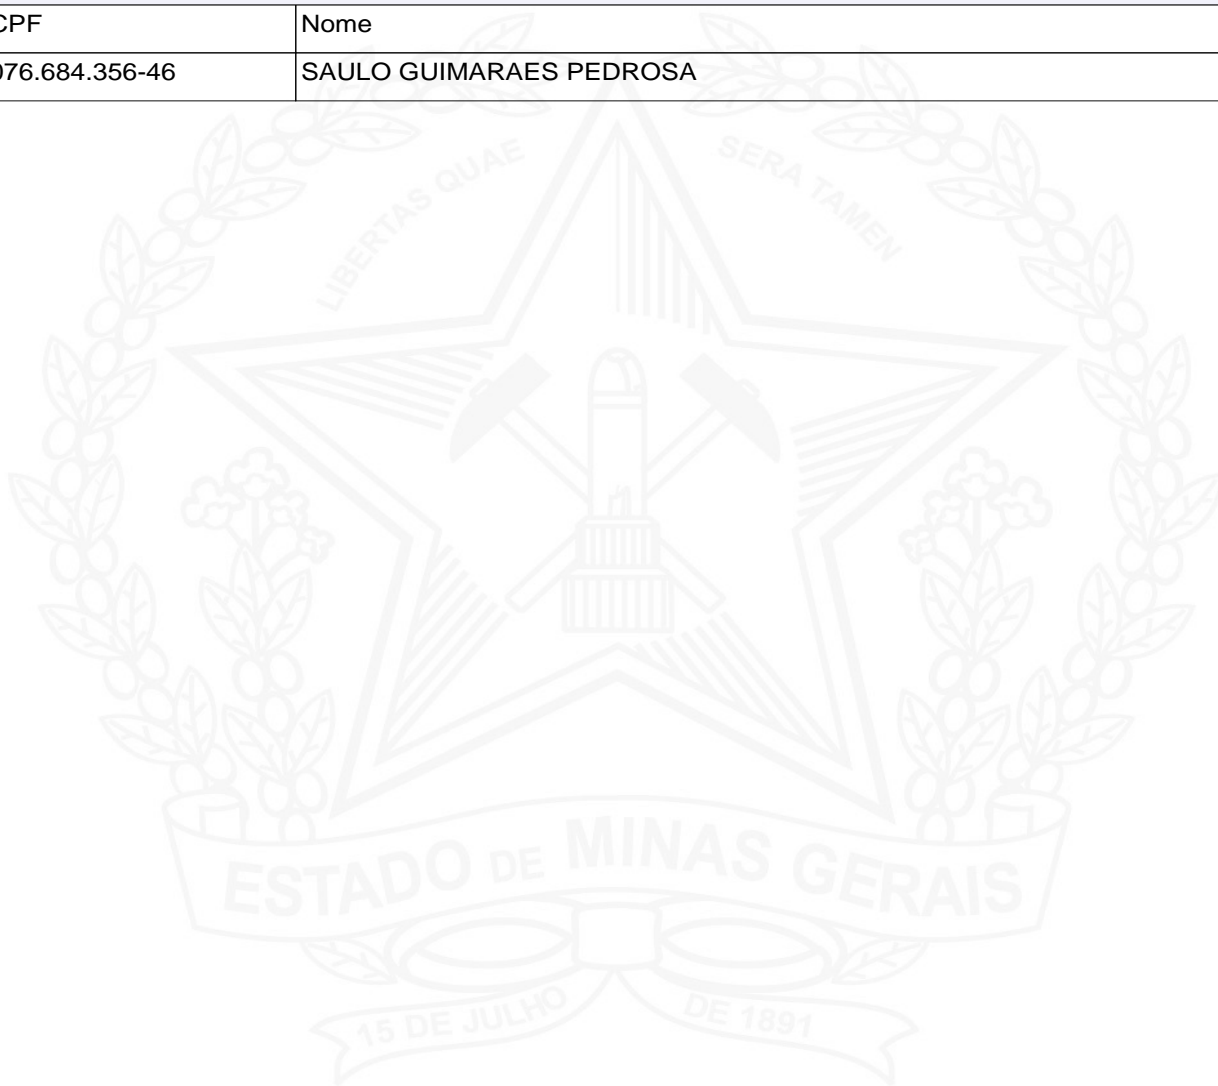 CPF Nome
076.684.356-46 SAULO GUIMARAES PEDROSA
LIBERTAS QUAE SERA TAMEN
ESTADO DE MINAS GERAIS
15 DE JULHO DE 1891